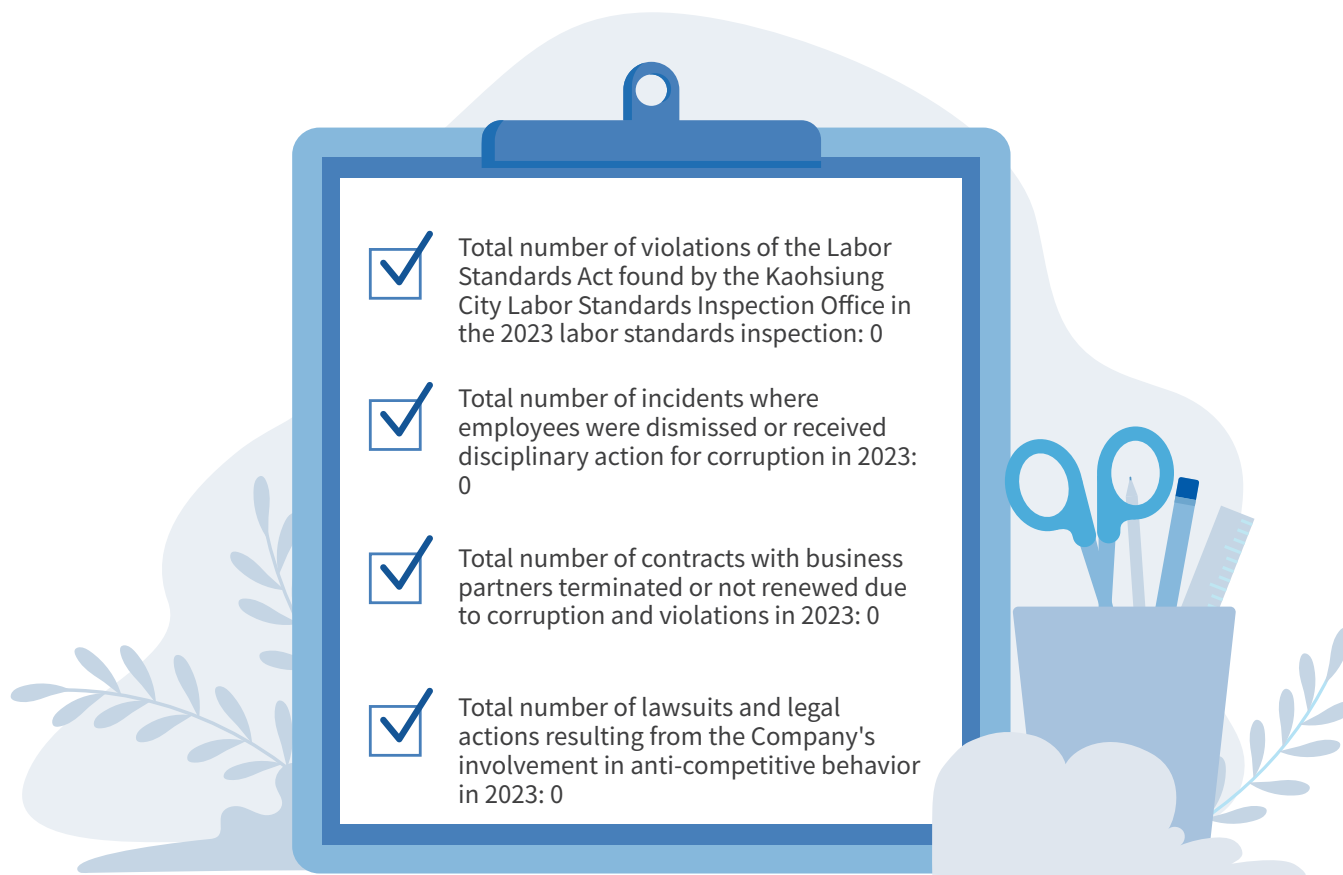 Total number of violations of the Labor
Standards Act found by the Kaohsiung
City Labor Standards Inspection Office in
the 2023 labor standards inspection: 0
Total number of incidents where
employees were dismissed or received
disciplinary action for corruption in 2023:
0
Total number of contracts with business
partners terminated or not renewed due
to corruption and violations in 2023: 0
Total number of lawsuits and legal
actions resulting from the Company's
involvement in anti-competitive behavior
in 2023: 0